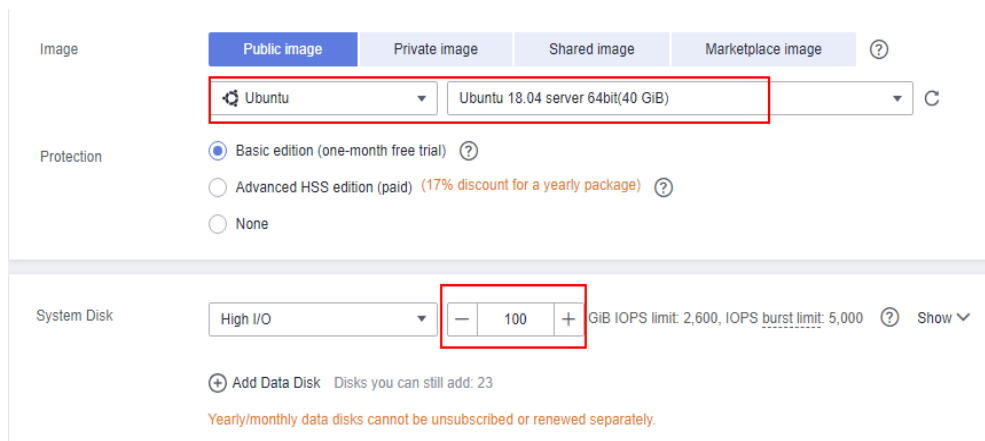 Image Public image Private image Shared image Marketplace image ?
Ubuntu Ubuntu 18.04 server 64bit(40 GiB)
Protection Basic edition (one-month free trial) ?
Advanced HSS edition (paid) (17% discount for a yearly package) ?
None
System Disk High I/O − 100 + GiB IOPS limit: 2,600, IOPS burst limit: 5,000 ? Show
Add Data Disk Disks you can still add: 23
Yearly/monthly data disks cannot be unsubscribed or renewed separately.